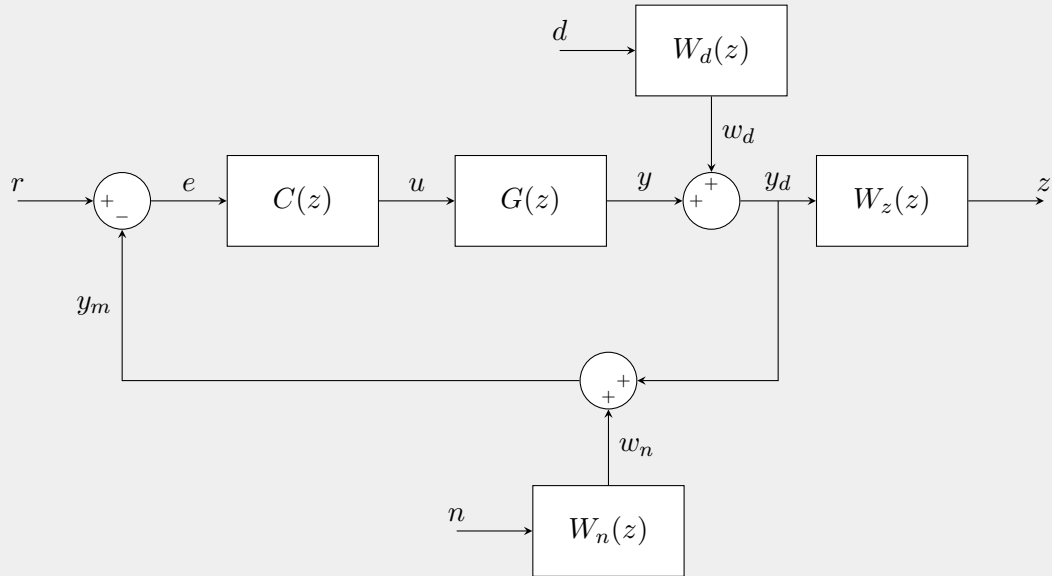 d
W_d(z)
w_d
r
+
−
e
C(z)
u
G(z)
y
+
+
y_d
W_z(z)
z
y_m
+
+
w_n
n
W_n(z)